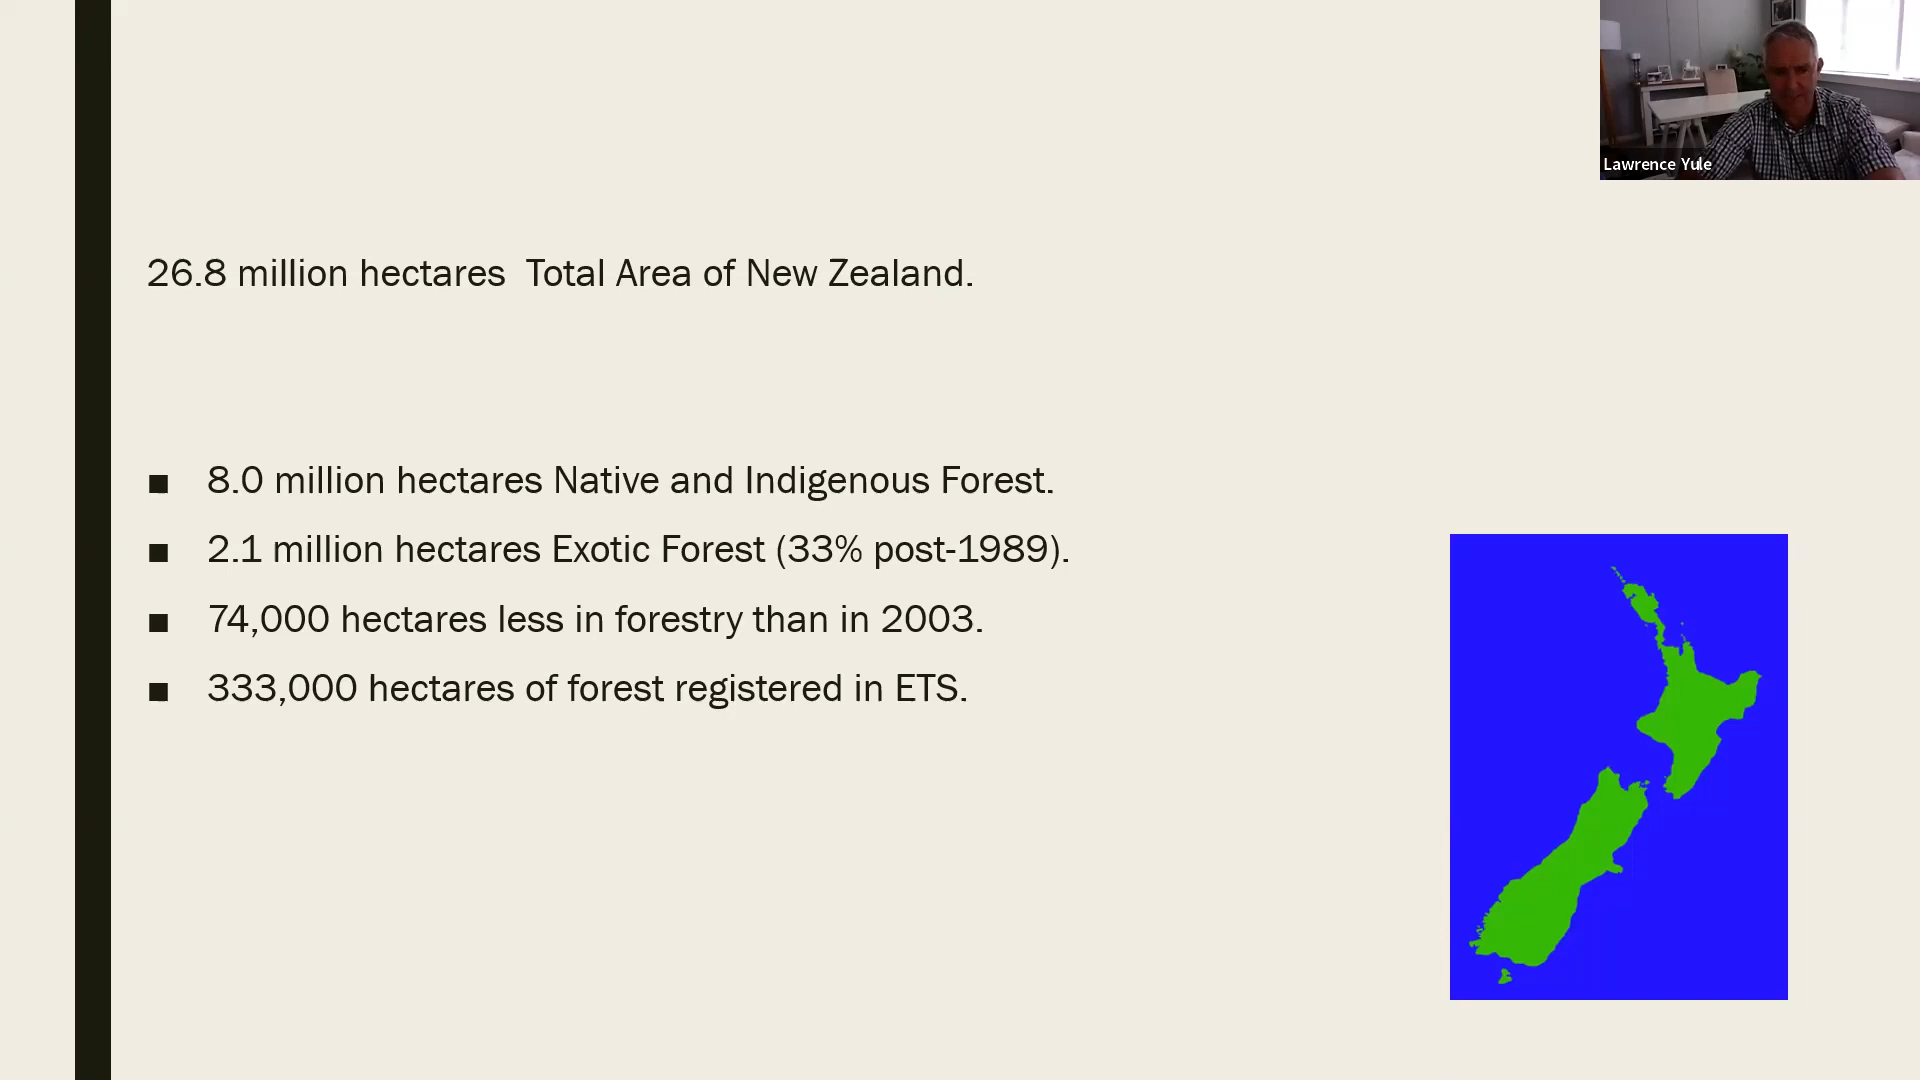 Lawrence Yule
26.8 million hectares  Total Area of New Zealand.
■ 8.0 million hectares Native and Indigenous Forest.
■ 2.1 million hectares Exotic Forest (33% post-1989).
■ 74,000 hectares less in forestry than in 2003.
■ 333,000 hectares of forest registered in ETS.